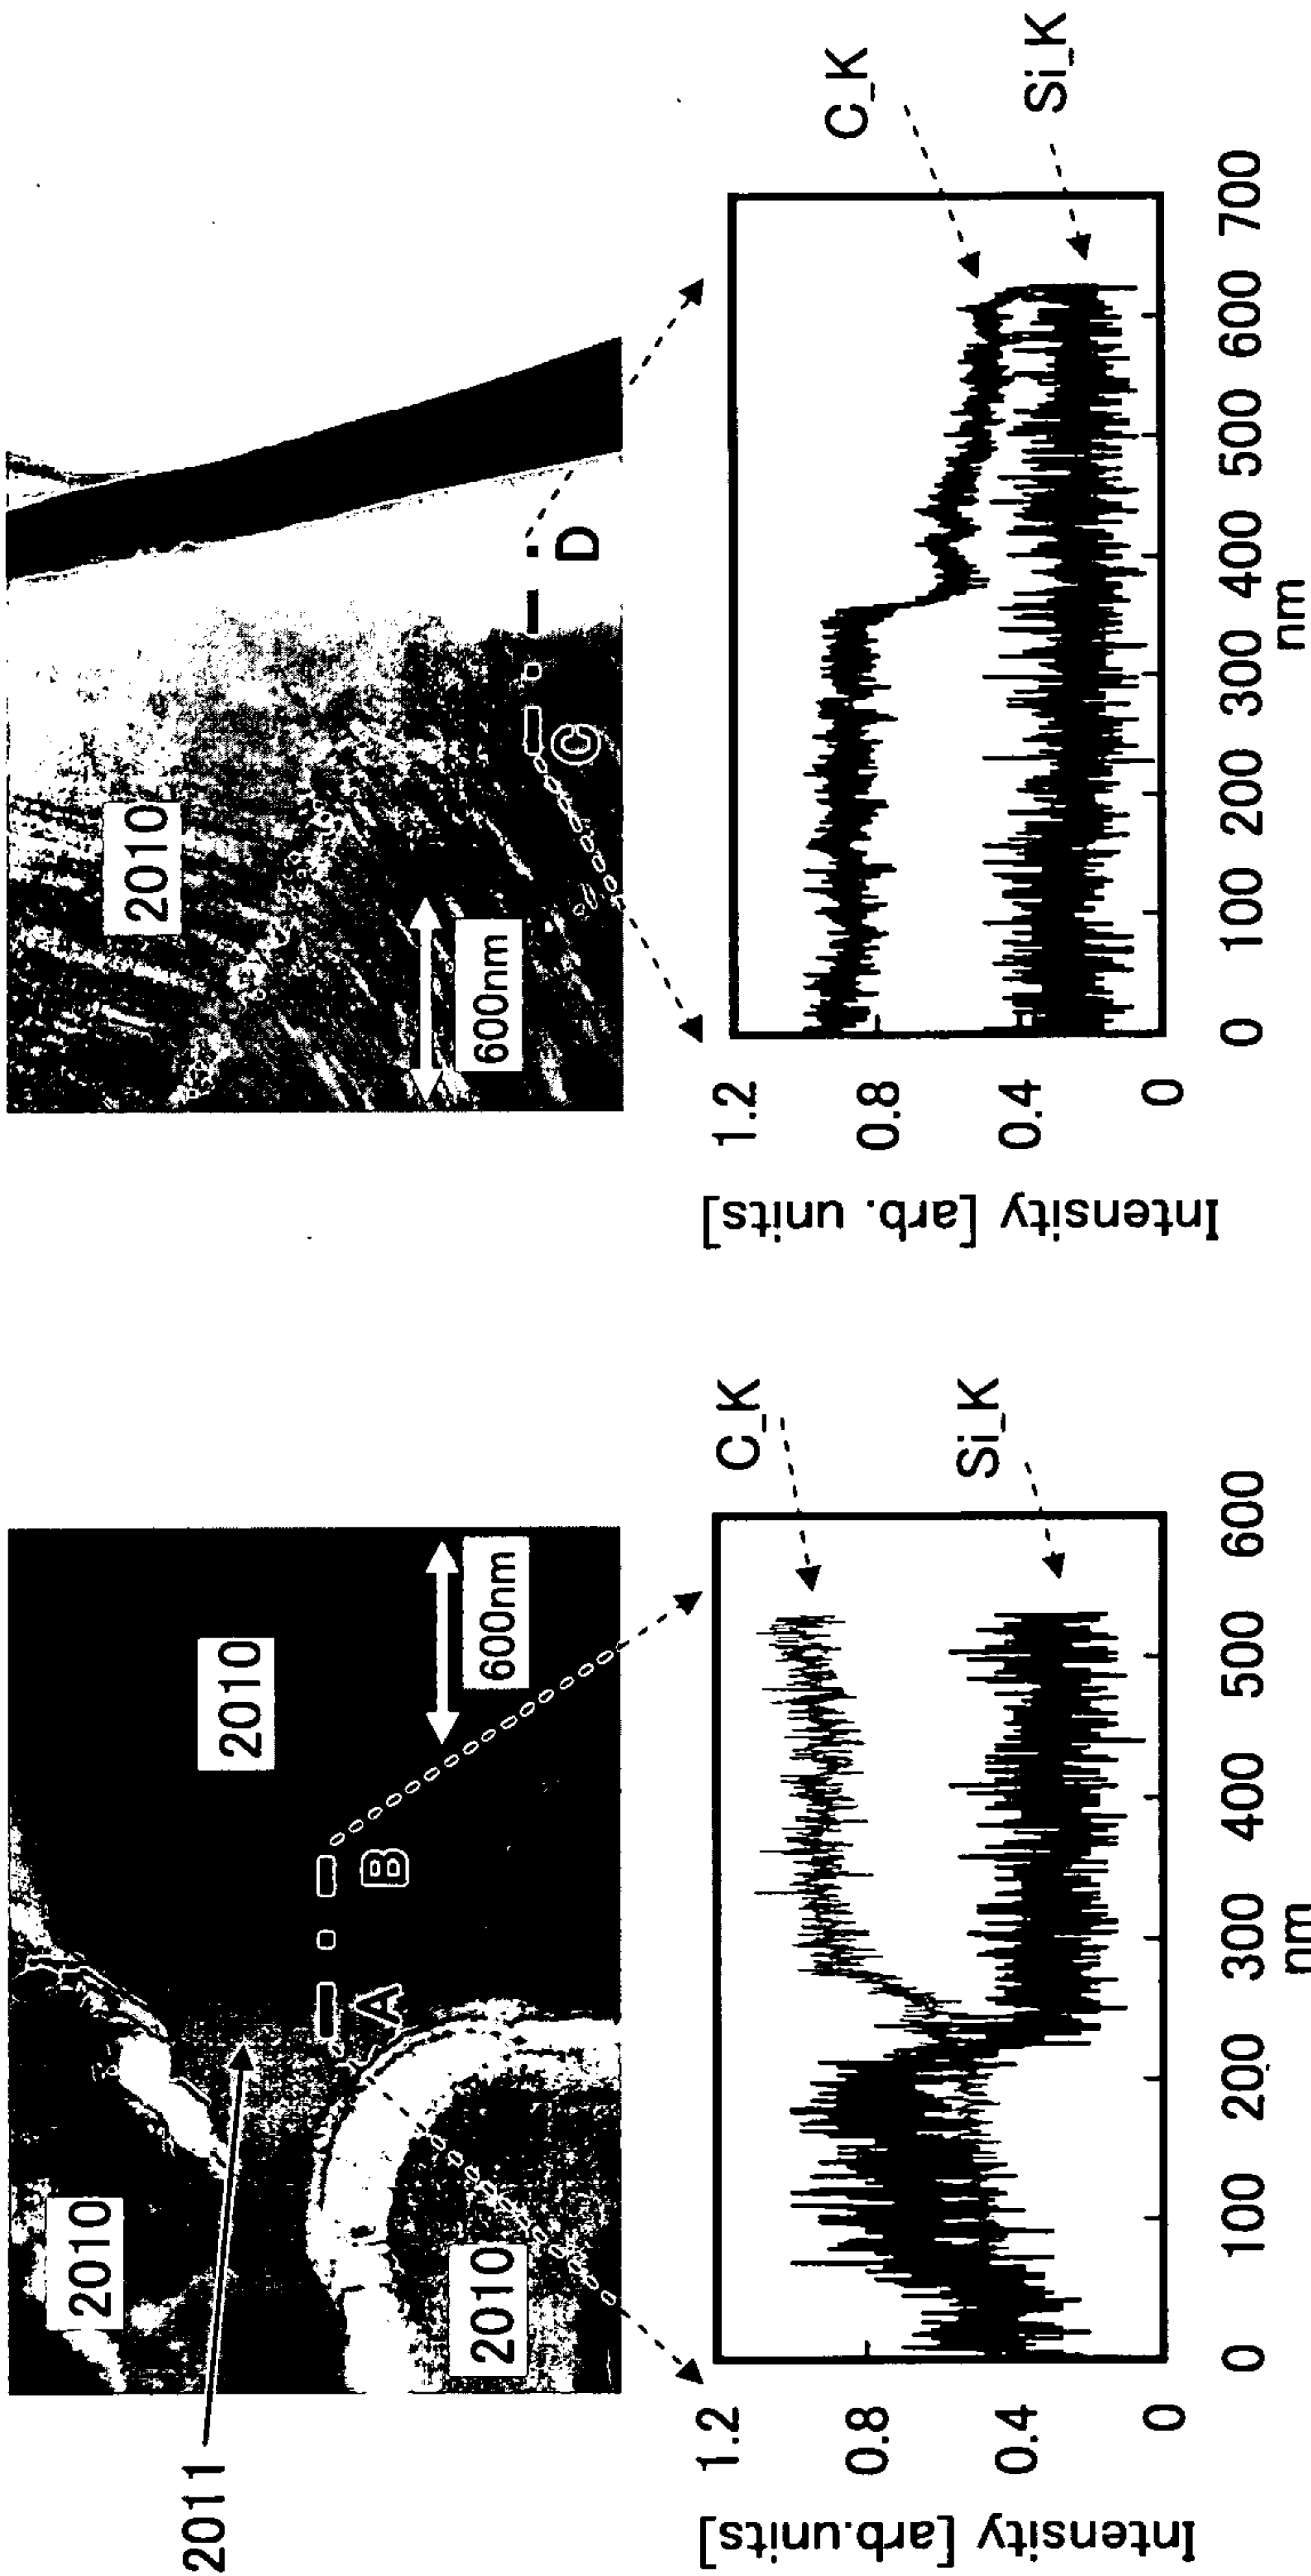 2011
2010
2010
2010
A
B
600nm
Intensity [arb.units]
1.2
0.8
0.4
0
0
100
200
300
400
500
600
nm
C_K
Si_K
2010
600nm
C
D
Intensity [arb. units]
1.2
0.8
0.4
0
0
100
200
300
400
500
600
700
nm
C_K
Si_K